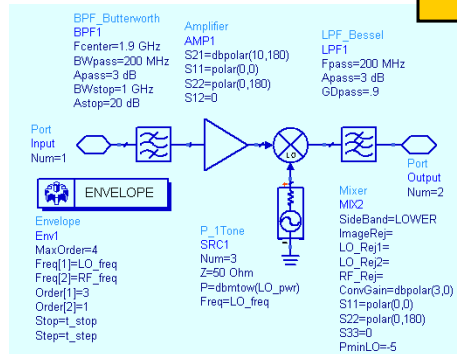 BPF_Butterworth
BPF1
Fcenter=1.9 GHz
BWpass=200 MHz
Apass=3 dB
BWstop=1 GHz
Astop=20 dB
Amplifier
AMP1
S21=dbpolar(10,180)
S11=polar(0,0)
S22=polar(0,180)
S12=0
LPF_Bessel
LPF1
Fpass=200 MHz
Apass=3 dB
GDpass=.9
Port
Input
Num=1
LO
Port
Output
Num=2
ENVELOPE
Envelope
Env1
MaxOrder=4
Freq[1]=LO_freq
Freq[2]=RF_freq
Order[1]=3
Order[2]=1
Stop=t_stop
Step=t_step
P_1Tone
SRC1
Num=3
Z=50 Ohm
P=dbmtow(LO_pwr)
Freq=LO_freq
Mixer
MIX2
SideBand=LOWER
ImageRej=
LO_Rej1=
LO_Rej2=
RF_Rej=
ConvGain=dbpolar(3,0)
S11=polar(0,0)
S22=polar(0,180)
S33=0
PminLO=-5